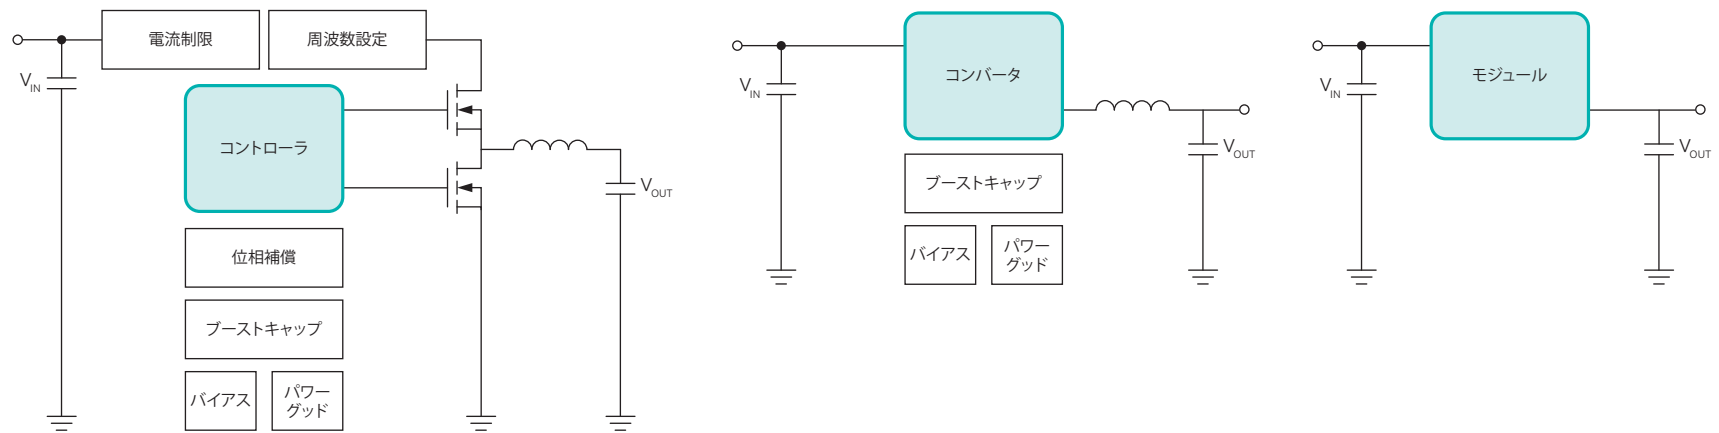 電流制限
周波数設定
VIN
コントローラ
VOUT
位相補償
ブーストキャップ
バイアス
パワー
グッド
コンバータ
VIN
VOUT
ブーストキャップ
バイアス
パワー
グッド
モジュール
VIN
VOUT